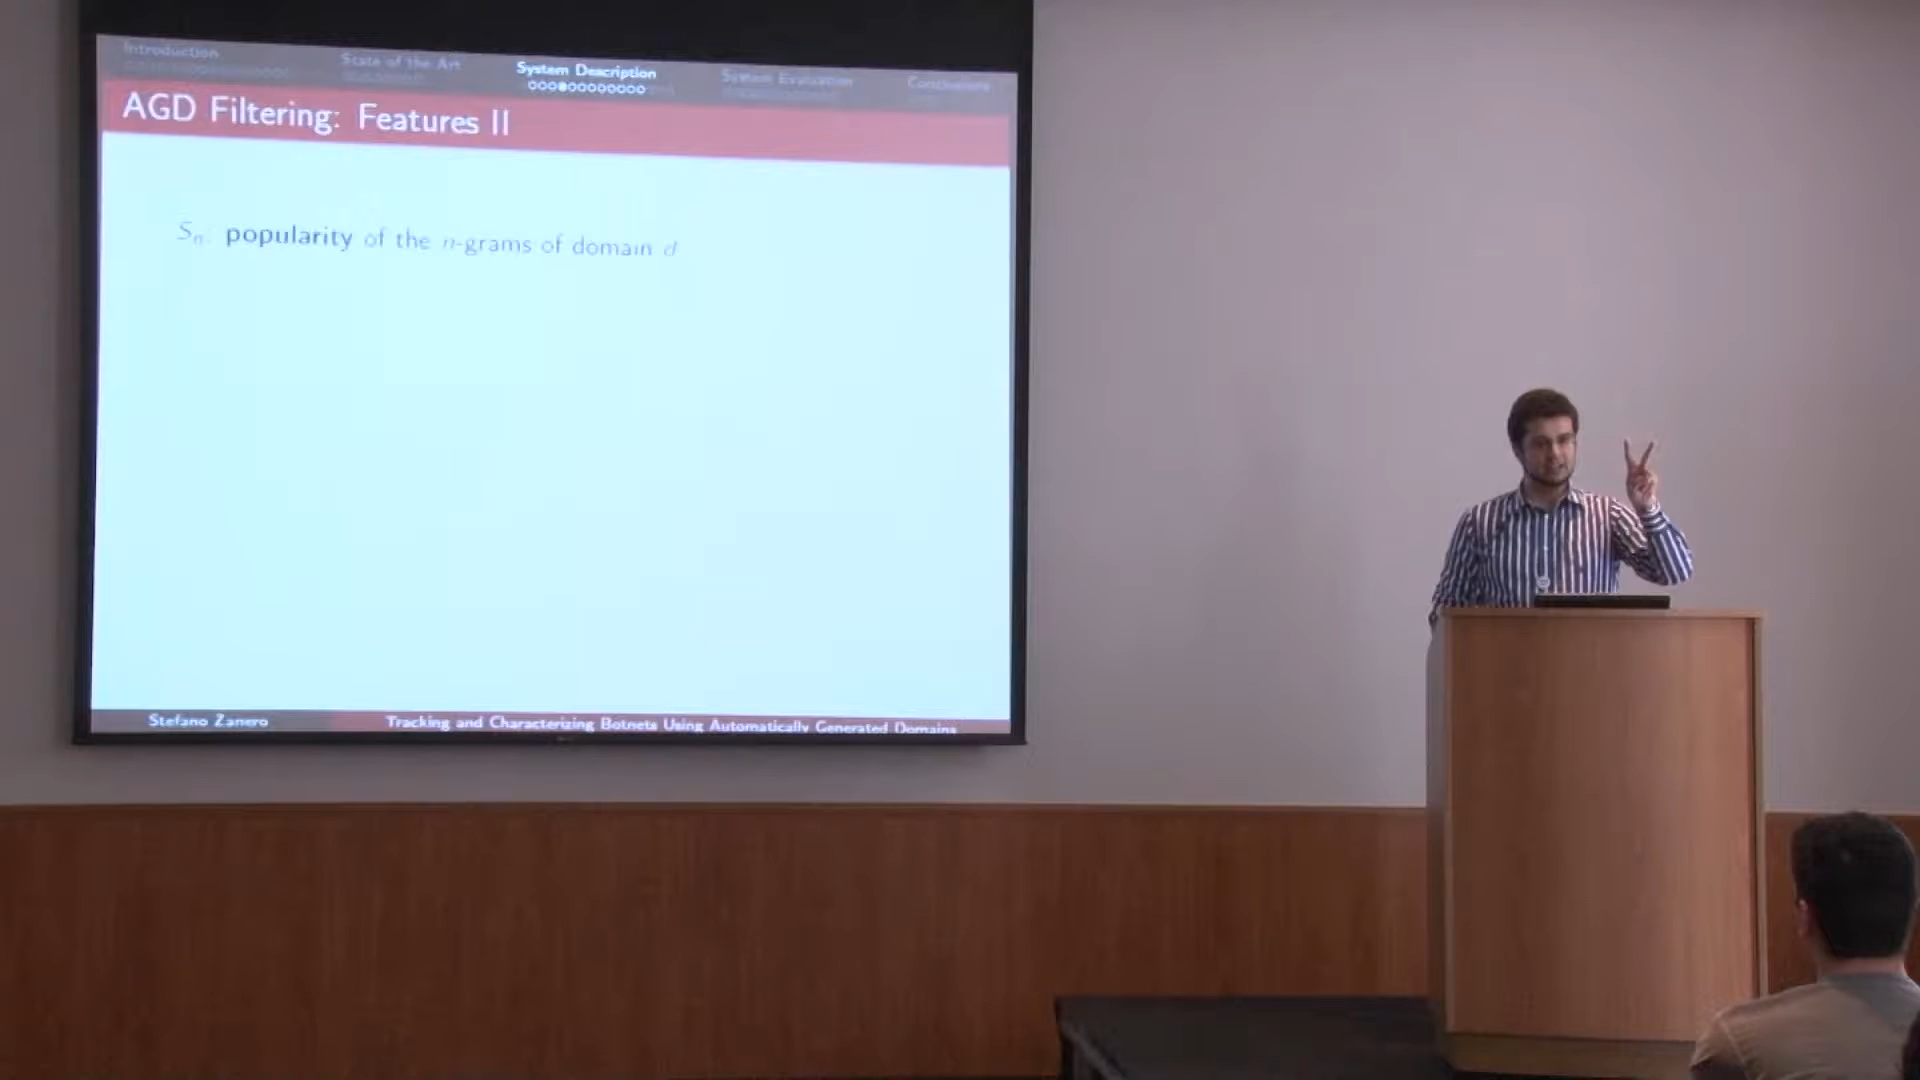 Introduction
State of the Art
System Description
System Evaluation
Conclusions
AGD Filtering: Features II
Sn: popularity of the n-grams of domain d
Stefano Zanero
Tracking and Characterizing Botnets Using Automatically Generated Domains